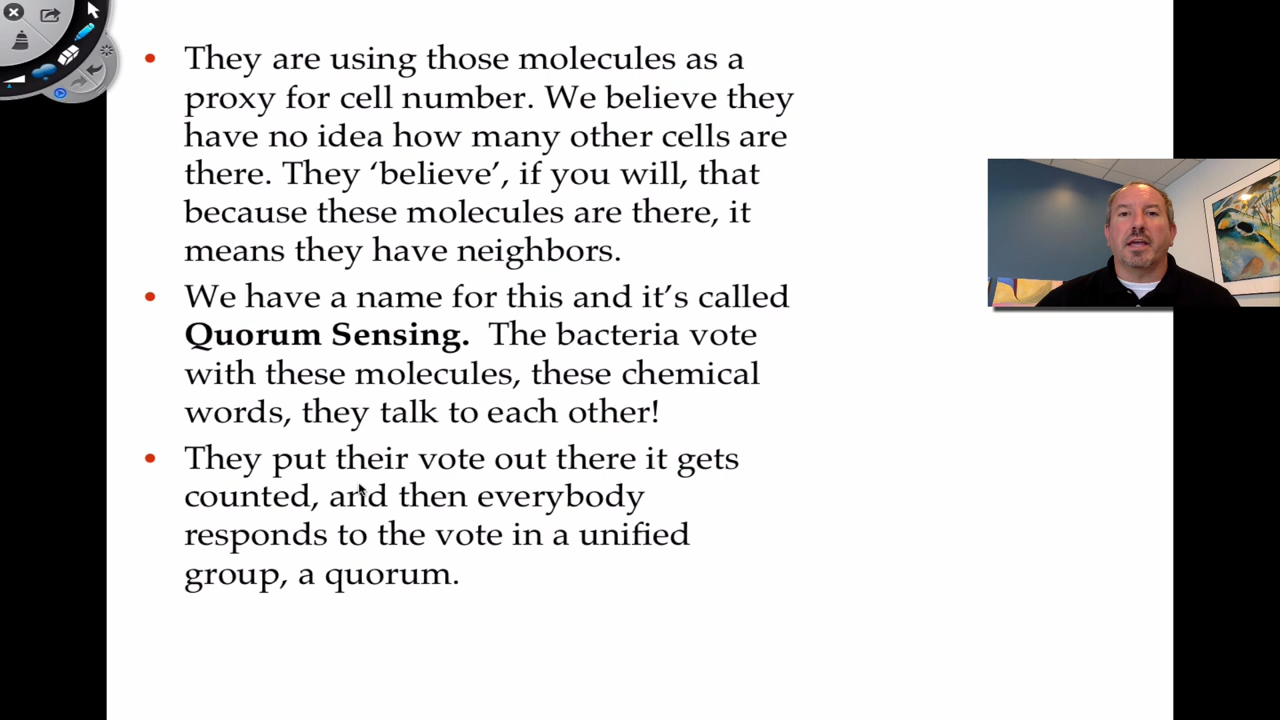 They are using those molecules as a
proxy for cell number. We believe they
have no idea how many other cells are
there. They ‘believe’, if you will, that
because these molecules are there, it
means they have neighbors.
We have a name for this and it’s called
Quorum Sensing. The bacteria vote
with these molecules, these chemical
words, they talk to each other!
They put their vote out there it gets
counted, and then everybody
responds to the vote in a unified
group, a quorum.